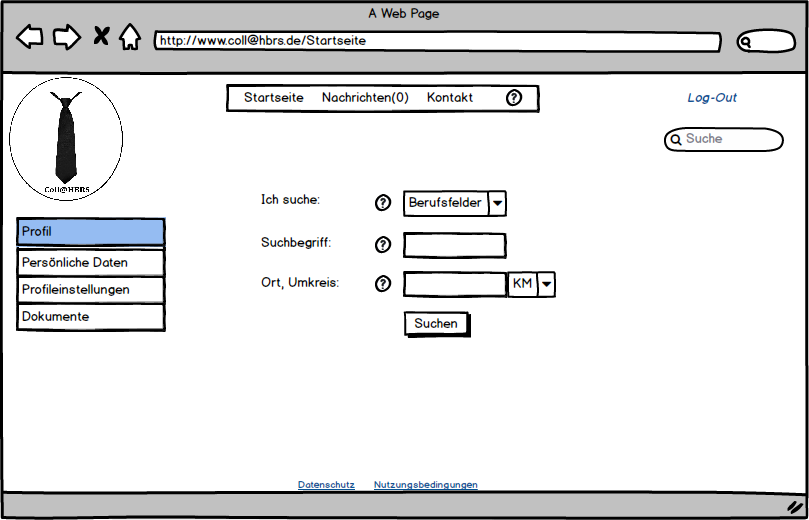 A Web Page
http://www.coll@hbrs.de/Startseite
Startseite Nachrichten(0) Kontakt ?
Log-Out
Suche
Coll@HBRS
Ich suche: ? Berufsfelder
Profil
Suchbegriff: ?
Persönliche Daten
Ort, Umkreis: ? KM
Profileinstellungen
Dokumente
Suchen
Datenschutz Nutzungsbedingungen